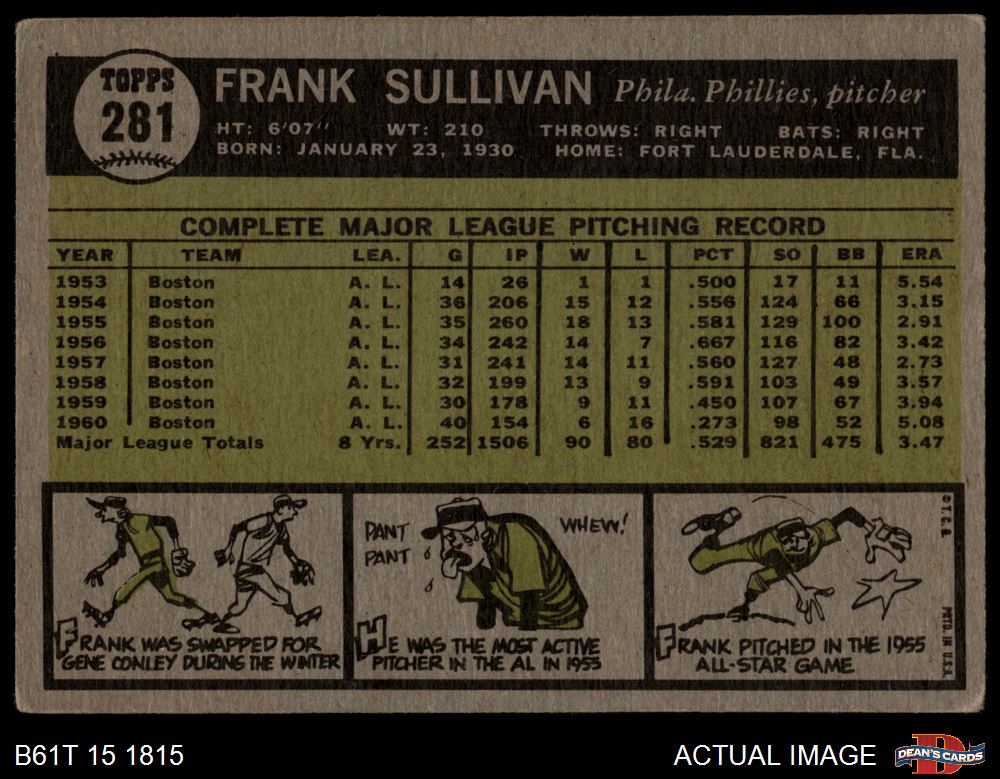 TOPPS
281
FRANK SULLIVAN Phila. Phillies, pitcher
HT: 6'07" WT: 210 THROWS: RIGHT BATS: RIGHT
BORN: JANUARY 23, 1930 HOME: FORT LAUDERDALE, FLA.
COMPLETE MAJOR LEAGUE PITCHING RECORD
YEAR TEAM LEA. G IP W L PCT SO BB ERA
1953 Boston A. L. 14 26 1 1 .500 17 11 5.54
1954 Boston A. L. 36 206 15 12 .556 124 66 3.15
1955 Boston A. L. 35 260 18 13 .581 129 100 2.91
1956 Boston A. L. 34 242 14 7 .667 116 82 3.42
1957 Boston A. L. 31 241 14 11 .560 127 48 2.73
1958 Boston A. L. 32 199 13 9 .591 103 49 3.57
1959 Boston A. L. 30 178 9 11 .450 107 67 3.94
1960 Boston A. L. 40 154 6 16 .273 98 52 5.08
Major League Totals 8 Yrs. 252 1506 90 80 .529 821 475 3.47
FRANK WAS SWAPPED FOR
GENE CONLEY DURING THE WINTER
PANT
PANT
WHEW!
HE WAS THE MOST ACTIVE
PITCHER IN THE AL IN 1955
FRANK PITCHED IN THE 1955
ALL-STAR GAME
© T.C.G.
PRTD. IN U.S.A.
B61T 15 1815
ACTUAL IMAGE
DEAN'S CARDS